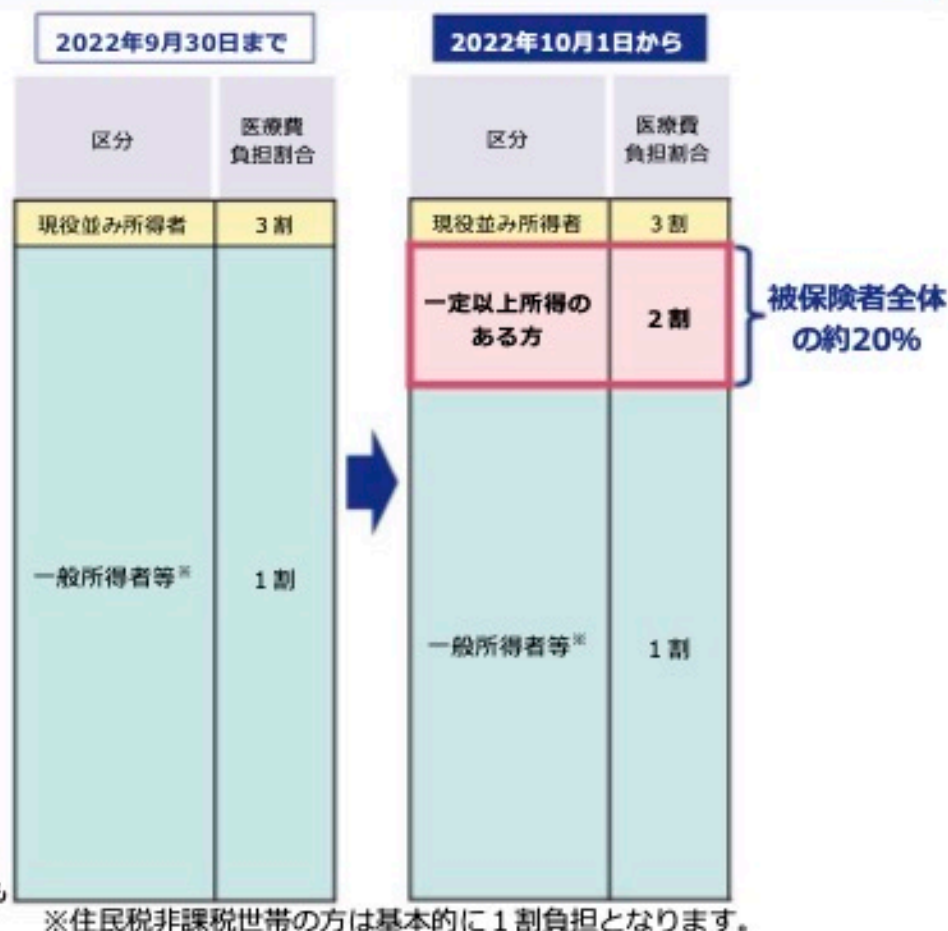 2022年9月30日まで
区分
医療費
負担割合
現役並み所得者
3割
一般所得者等※
1割
2022年10月1日から
区分
医療費
負担割合
現役並み所得者
3割
一定以上所得の
ある方
2割
被保険者全体
の約20%
一般所得者等※
1割
※住民税非課税世帯の方は基本的に1割負担となります。